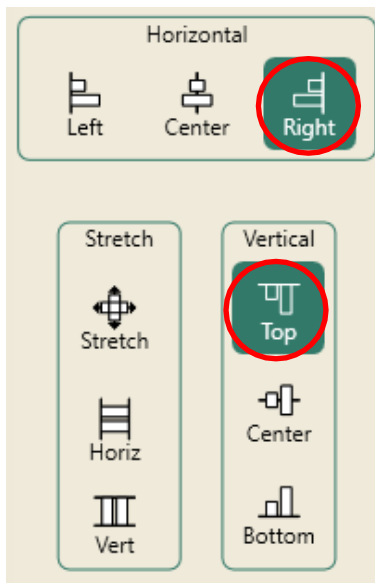 Horizontal
Left Center Right
Stretch
Stretch
Horiz
Vert
Vertical
Top
Center
Bottom